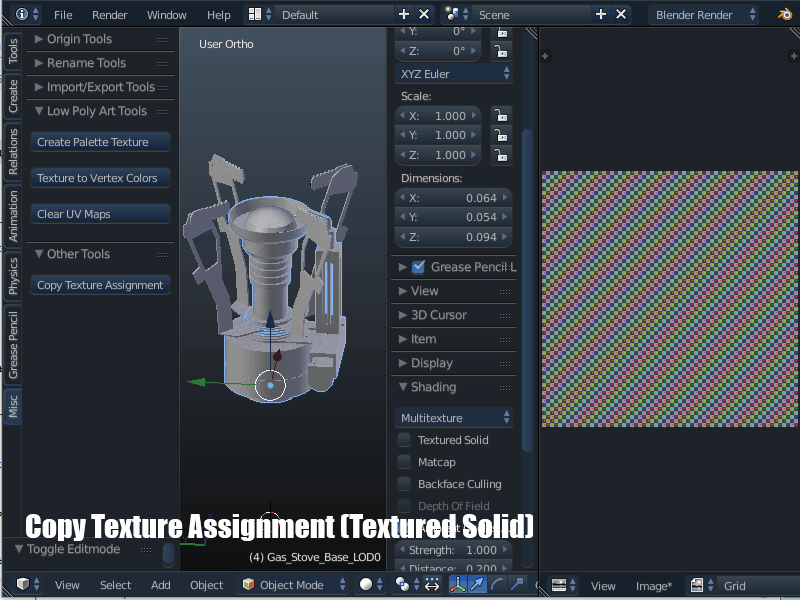 File Render Window Help Default Scene Blender Render
Tools
Create
Relations
Animation
Physics
Grease Pencil
Misc
Origin Tools
Rename Tools
Import/Export Tools
Low Poly Art Tools
Create Palette Texture
Texture to Vertex Colors
Clear UV Maps
Other Tools
Copy Texture Assignment
Toggle Editmode
User Ortho
(4) Gas_Stove_Base_LOD0
Y: 0°
Z: 0°
XYZ Euler
Scale:
X: 1.000
Y: 1.000
Z: 1.000
Dimensions:
X: 0.064
Y: 0.054
Z: 0.094
Grease Pencil L
View
3D Cursor
Item
Display
Shading
Multitexture
Textured Solid
Matcap
Backface Culling
Depth Of Field
Strength: 1.000
Distance: 0.200
Copy Texture Assignment (Textured Solid)
View Select Add Object Object Mode
View Image* Grid